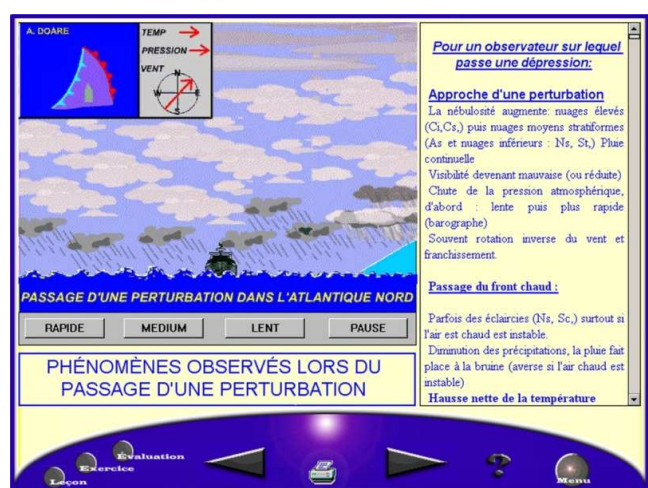 A. DOARE
TEMP
PRESSION
VENT
N
W
E
S
PASSAGE D'UNE PERTURBATION DANS L'ATLANTIQUE NORD
RAPIDE
MEDIUM
LENT
PAUSE
PHÉNOMÈNES OBSERVÉS LORS DU
PASSAGE D'UNE PERTURBATION
Pour un observateur sur lequel
passe une dépression:
Approche d'une perturbation
La nébulosité augmente: nuages élevés
(Ci,Cs,) puis nuages moyens stratiformes
(As et nuages inférieurs : Ns, St,) Pluie
continuelle
Visibilité devenant mauvaise (ou réduite)
Chute de la pression atmosphérique,
d'abord : lente puis plus rapide
(barographe)
Souvent rotation inverse du vent et
franchissement.
Passage du front chaud :
Parfois des éclaircies (Ns, Sc,) surtout si
l'air est chaud est instable.
Diminution des précipitations, la pluie fait
place à la bruine (averse si l'air chaud est
instable)
Hausse nette de la température
Évaluation
Exercice
Leçon
?
Menu